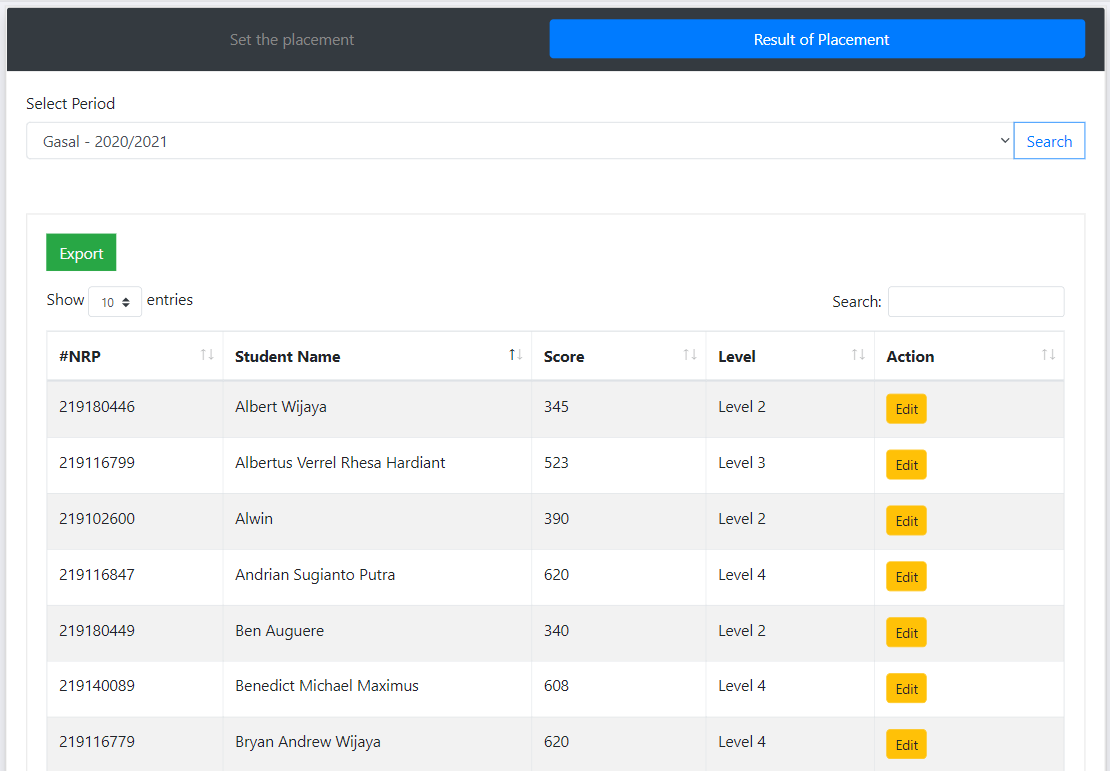 Set the placement Result of Placement
Select Period
Gasal - 2020/2021 Search
Export
Show 10 entries Search:
#NRP Student Name Score Level Action
219180446 Albert Wijaya 345 Level 2 Edit
219116799 Albertus Verrel Rhesa Hardiant 523 Level 3 Edit
219102600 Alwin 390 Level 2 Edit
219116847 Andrian Sugianto Putra 620 Level 4 Edit
219180449 Ben Auguere 340 Level 2 Edit
219140089 Benedict Michael Maximus 608 Level 4 Edit
219116779 Bryan Andrew Wijaya 620 Level 4 Edit